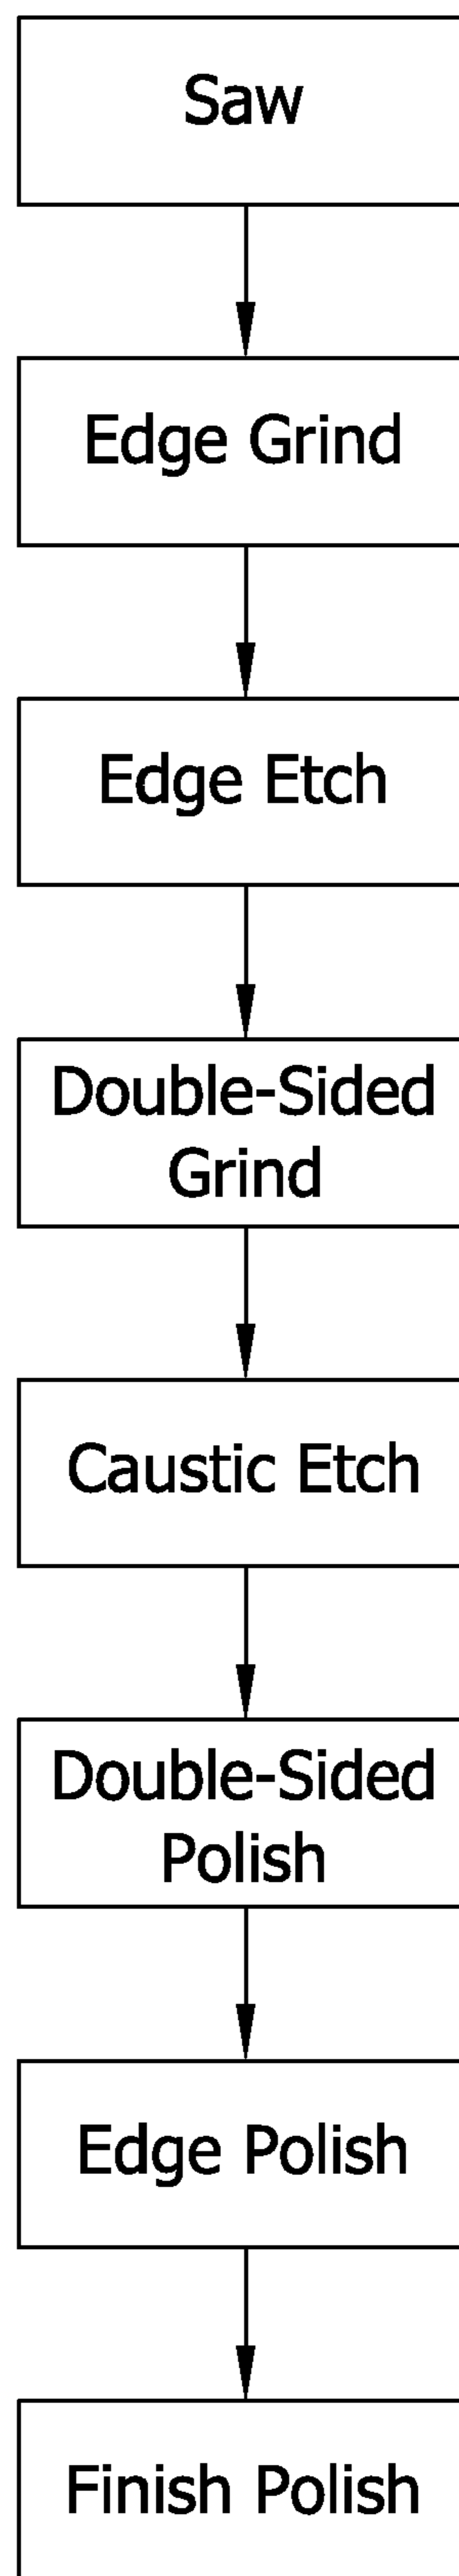 Saw
Edge Grind
Edge Etch
Double-Sided
Grind
Caustic Etch
Double-Sided
Polish
Edge Polish
Finish Polish